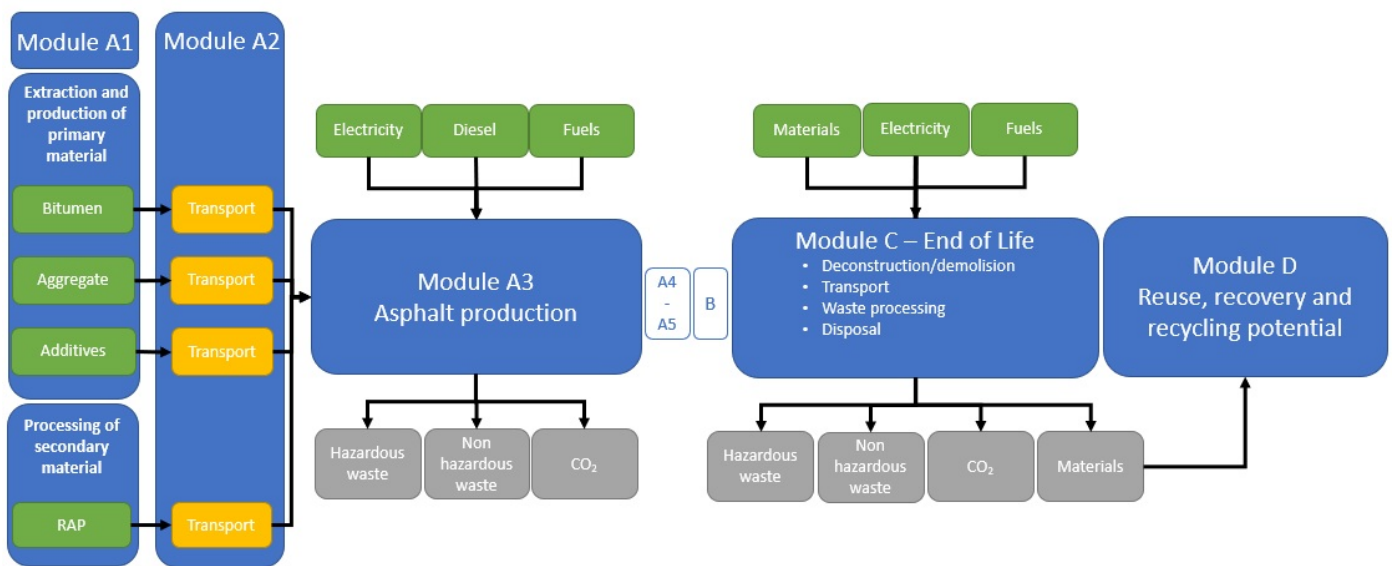 Module A1
Extraction and
production of
primary
material
Bitumen
Aggregate
Additives
Processing of
secondary
material
RAP
Module A2
Transport
Transport
Transport
Transport
Electricity
Diesel
Fuels
Module A3
Asphalt production
Hazardous
waste
Non
hazardous
waste
CO₂
A4
-
A5
B
Materials
Electricity
Fuels
Module C – End of Life
• Deconstruction/demolision
• Transport
• Waste processing
• Disposal
Hazardous
waste
Non
hazardous
waste
CO₂
Materials
Module D
Reuse, recovery and
recycling potential